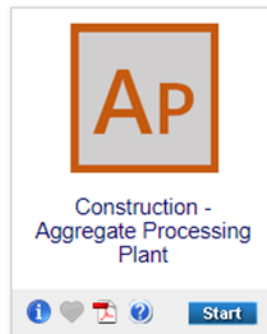 AP
Construction -
Aggregate Processing
Plant
i ? Start